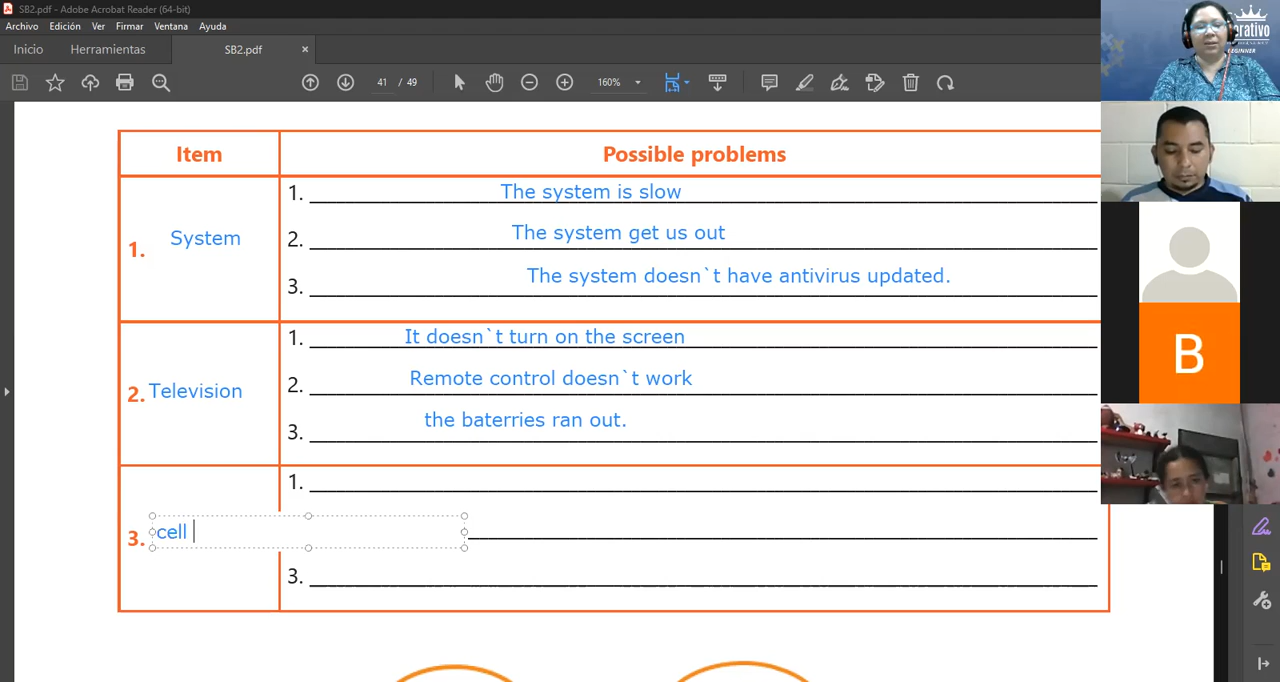 SB2.pdf - Adobe Acrobat Reader (64-bit)
Archivo Edición Ver Firmar Ventana Ayuda
Inicio Herramientas SB2.pdf ×
41 / 49 160%
Item Possible problems
1. System
1. The system is slow
2. The system get us out
3. The system doesn`t have antivirus updated.
2. Television
1. It doesn`t turn on the screen
2. Remote control doesn`t work
3. the baterries ran out.
3. cell
1.
3.
erativo
BEGINNER
B